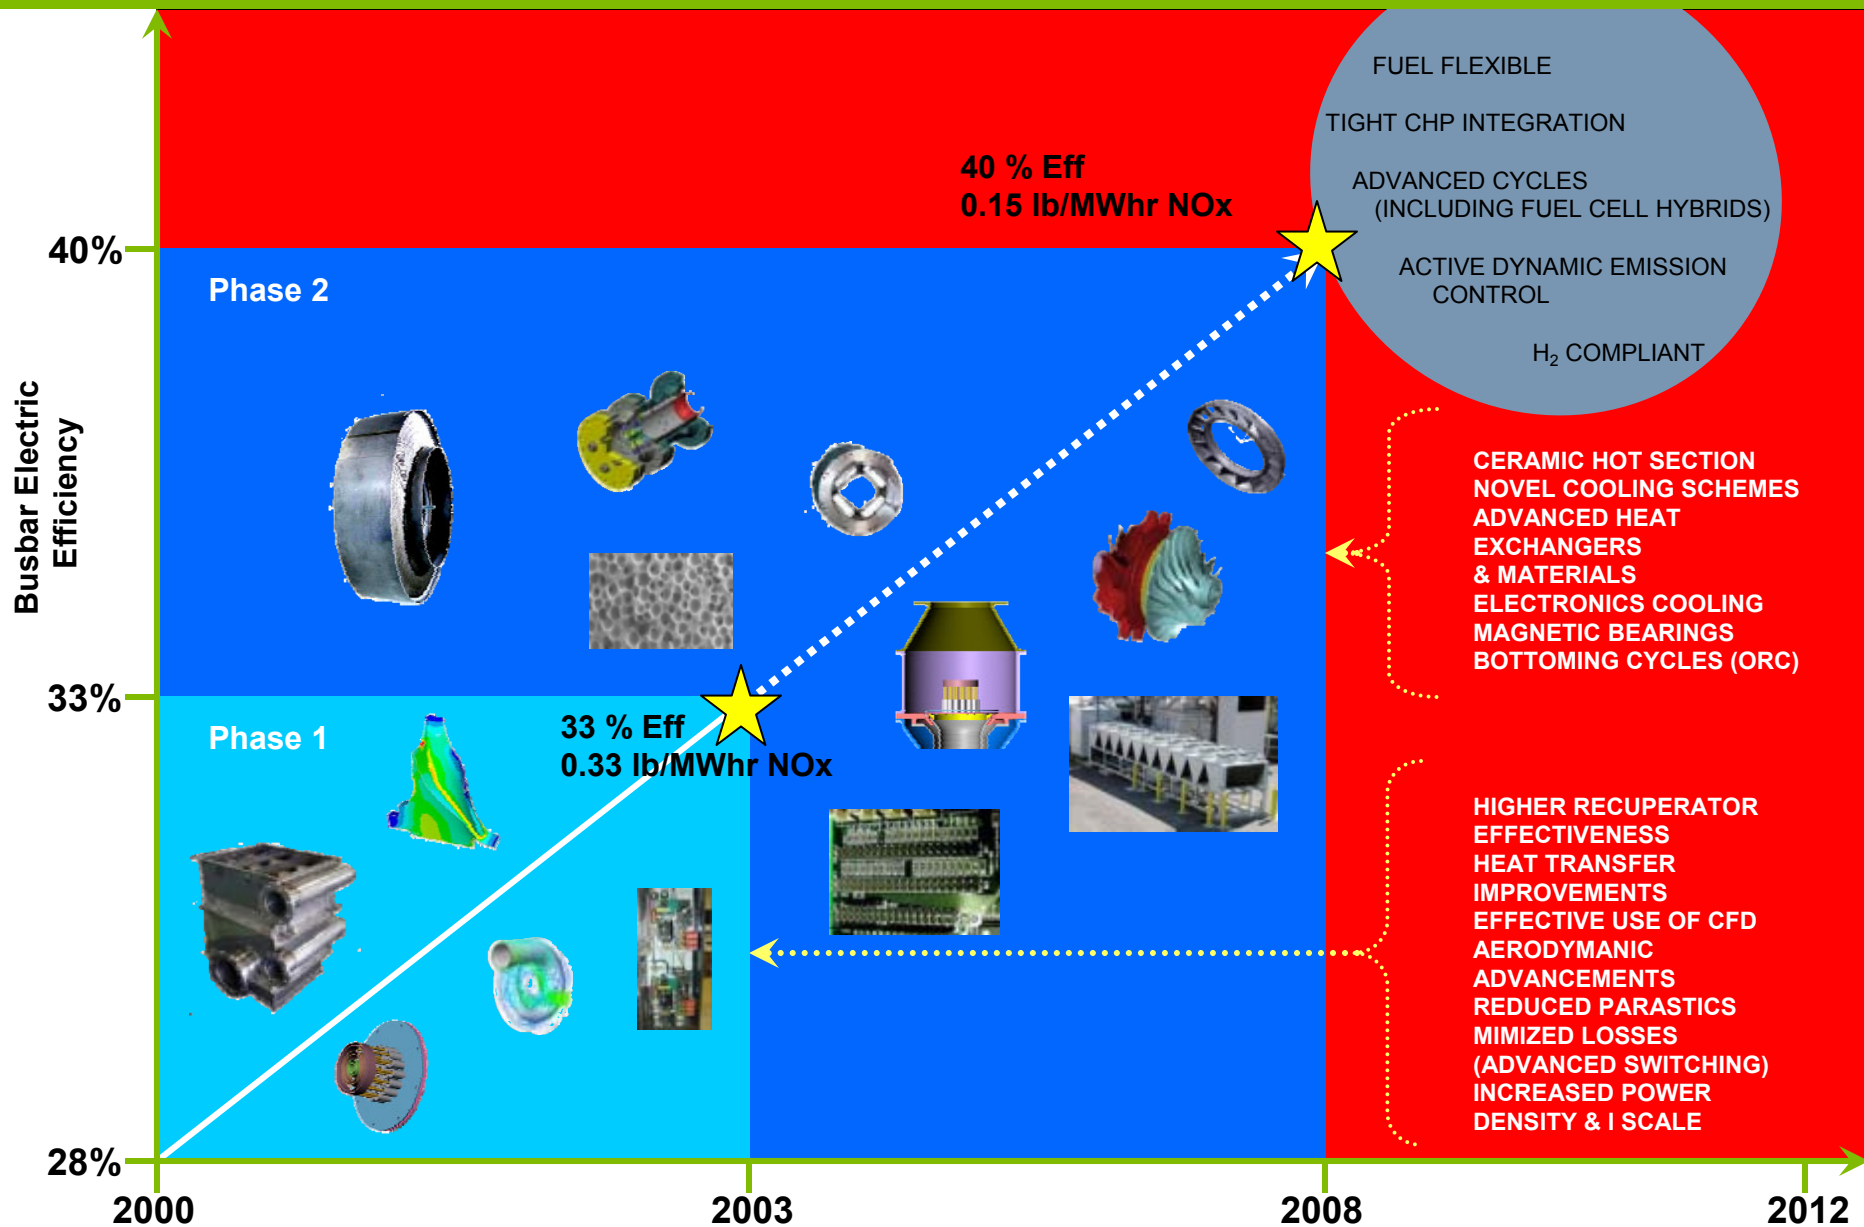 FUEL FLEXIBLE
TIGHT CHP INTEGRATION
ADVANCED CYCLES
(INCLUDING FUEL CELL HYBRIDS)
ACTIVE DYNAMIC EMISSION
CONTROL
H₂ COMPLIANT
40 % Eff
0.15 lb/MWhr NOx
40%
Phase 2
Busbar Electric
Efficiency
CERAMIC HOT SECTION
NOVEL COOLING SCHEMES
ADVANCED HEAT
EXCHANGERS
& MATERIALS
ELECTRONICS COOLING
MAGNETIC BEARINGS
BOTTOMING CYCLES (ORC)
33%
Phase 1
33 % Eff
0.33 lb/MWhr NOx
HIGHER RECUPERATOR
EFFECTIVENESS
HEAT TRANSFER
IMPROVEMENTS
EFFECTIVE USE OF CFD
AERODYMANIC
ADVANCEMENTS
REDUCED PARASTICS
MIMIZED LOSSES
(ADVANCED SWITCHING)
INCREASED POWER
DENSITY & I SCALE
28%
2000
2003
2008
2012